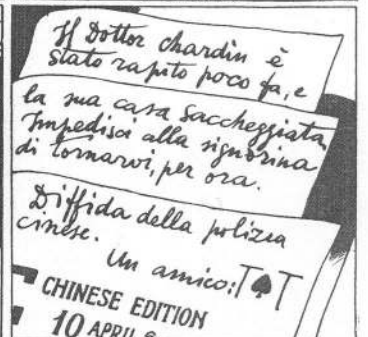 Il Dottor Chardin è
stato rapito poco fa, e
la sua casa saccheggiata.
Impedisci alla signorina
di tornarvi, per ora.
Diffida della polizia
cinese.
Un amico: T♠T
CHINESE EDITION
10 APRIL